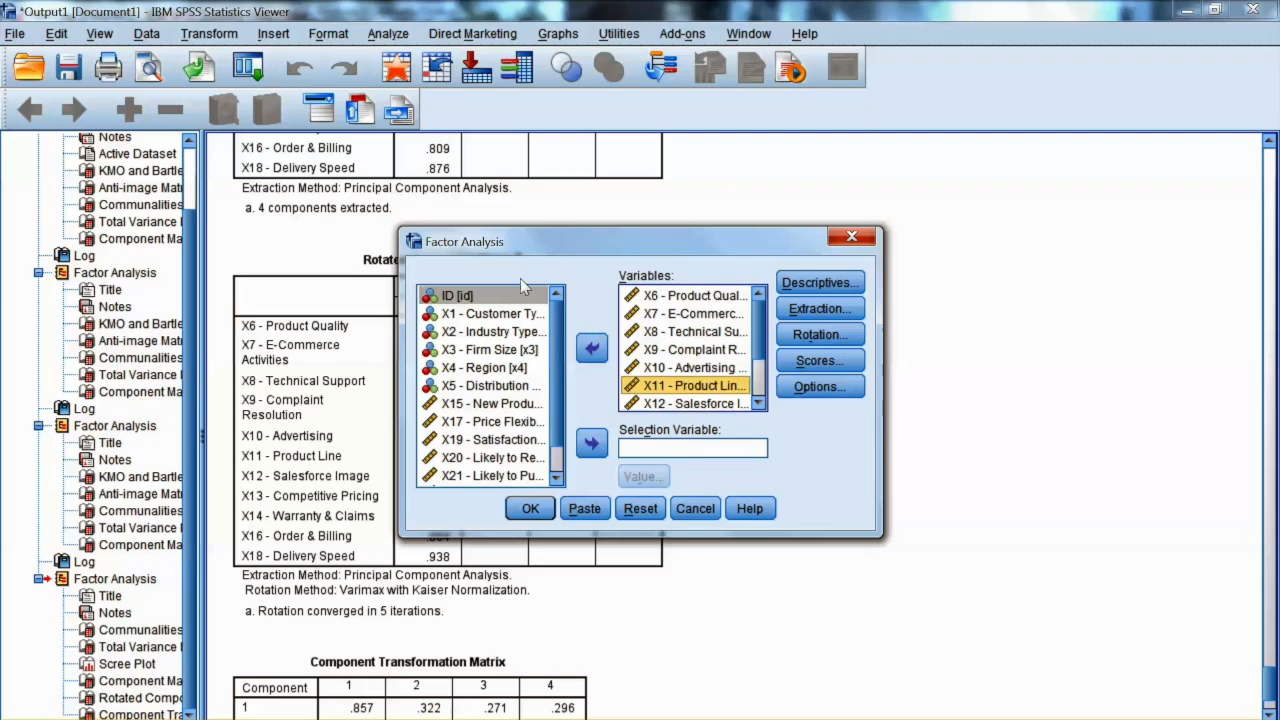 *Output1 [Document1] - IBM SPSS Statistics Viewer
File Edit View Data Transform Insert Format Analyze Direct Marketing Graphs Utilities Add-ons Window Help
Notes
Active Dataset
KMO and Bartle
Anti-image Matr
Communalities
Total Variance
Component Ma
Log
Factor Analysis
Title
Notes
KMO and Bartle
Anti-image Matr
Communalities
Total Variance
Component Ma
Log
Factor Analysis
Title
Notes
KMO and Bartle
Anti-image Matr
Communalities
Total Variance
Component Ma
Log
Factor Analysis
Title
Notes
Communalities
Total Variance
Scree Plot
Component Ma
Rotated Compo
Component Tra
X16 - Order & Billing .809
X18 - Delivery Speed .876
Extraction Method: Principal Component Analysis.
a. 4 components extracted.
Rotate
X6 - Product Quality
X7 - E-Commerce
Activities
X8 - Technical Support
X9 - Complaint
Resolution
X10 - Advertising
X11 - Product Line
X12 - Salesforce Image
X13 - Competitive Pricing
X14 - Warranty & Claims
X16 - Order & Billing
X18 - Delivery Speed .938
Extraction Method: Principal Component Analysis.
Rotation Method: Varimax with Kaiser Normalization.
a. Rotation converged in 5 iterations.
Component Transformation Matrix
Component 1 2 3 4
1 .857 .322 .271 .296
Factor Analysis
ID [id]
X1 - Customer Ty...
X2 - Industry Type...
X3 - Firm Size [x3]
X4 - Region [x4]
X5 - Distribution ...
X15 - New Produ...
X17 - Price Flexib...
X19 - Satisfaction...
X20 - Likely to Re...
X21 - Likely to Pu...
Variables:
X6 - Product Qual...
X7 - E-Commerc...
X8 - Technical Su...
X9 - Complaint R...
X10 - Advertising ...
X11 - Product Lin...
X12 - Salesforce I...
Selection Variable:
Value...
Descriptives...
Extraction...
Rotation...
Scores...
Options...
OK Paste Reset Cancel Help